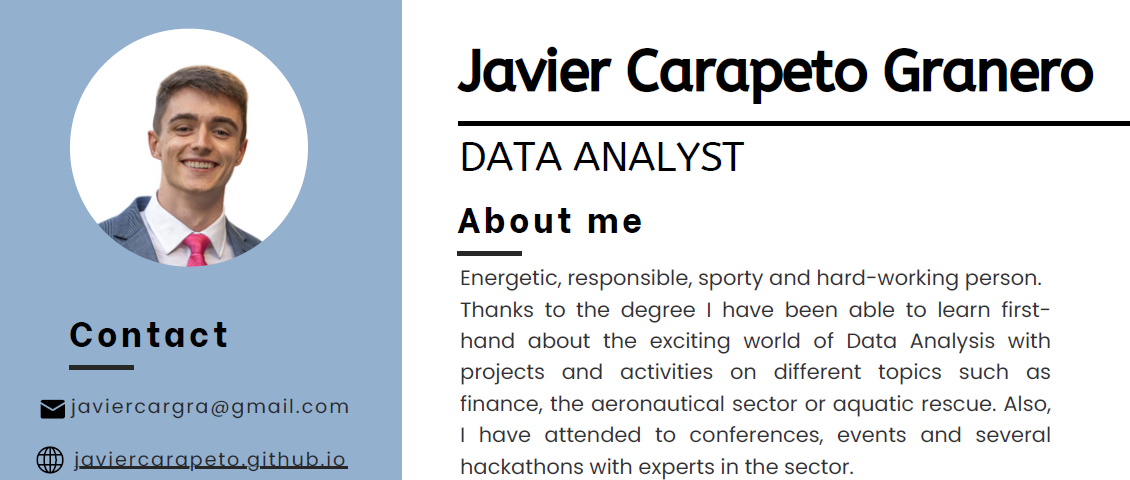 Javier Carapeto Granero
DATA ANALYST
About me
Energetic, responsible, sporty and hard-working person.
Thanks to the degree I have been able to learn first-
hand about the exciting world of Data Analysis with
projects and activities on different topics such as
finance, the aeronautical sector or aquatic rescue. Also,
I have attended to conferences, events and several
hackathons with experts in the sector.
Contact
javiercargra@gmail.com
javiercarapeto.github.io